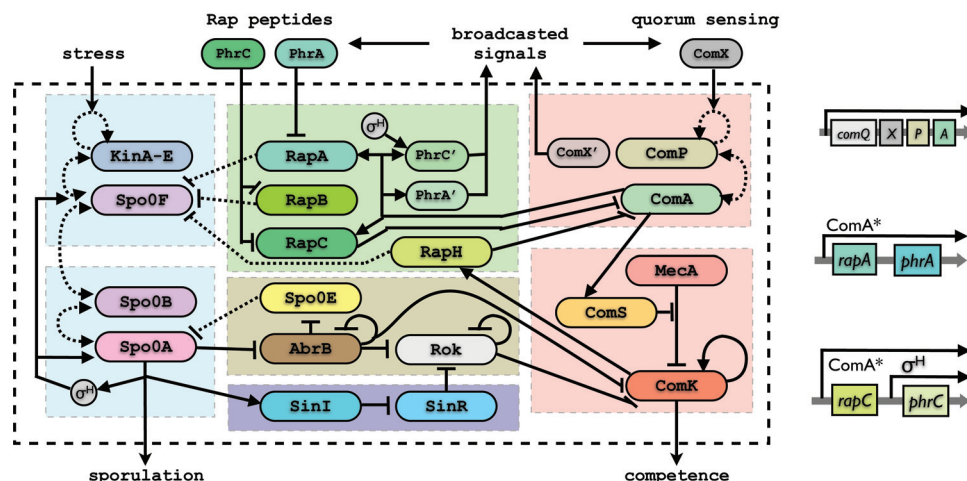 Rap peptides
quorum sensing
PhrC
PhrA
broadcasted
signals
ComX
stress
σH
KinA-E
RapA
PhrC'
ComX'
ComP
comQ
X
P
A
Spo0F
RapB
PhrA'
ComA
RapC
RapH
ComA*
rapA
phrA
MecA
Spo0B
Spo0E
ComS
Spo0A
AbrB
Rok
ComA*
σH
σH
SinI
SinR
ComK
rapC
phrC
sporulation
competence